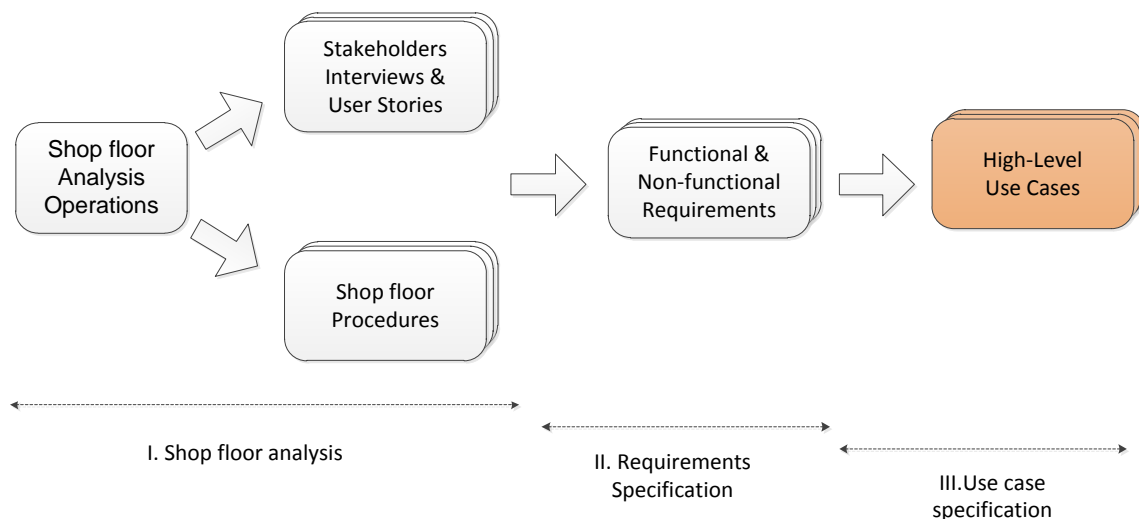 Stakeholders
Interviews &
User Stories
Shop floor
Analysis
Operations
Functional &
Non-functional
Requirements
High-Level
Use Cases
Shop floor
Procedures
I. Shop floor analysis
II. Requirements
Specification
III.Use case
specification